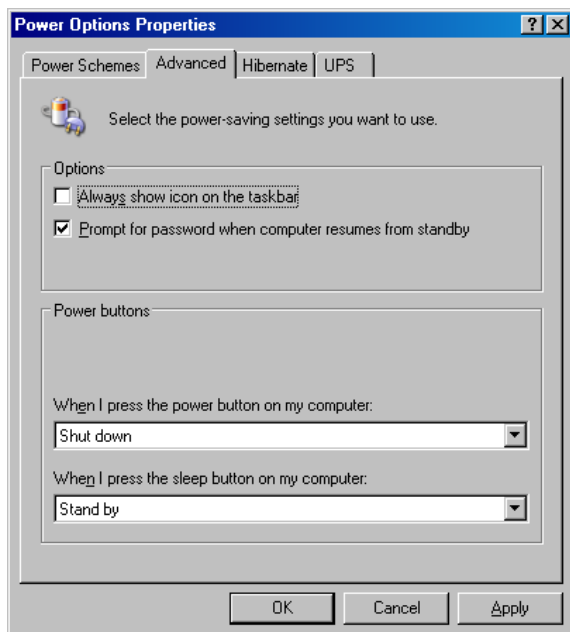 Power Options Properties
Power Schemes Advanced Hibernate UPS
Select the power-saving settings you want to use.
Options
Always show icon on the taskbar
Prompt for password when computer resumes from standby
Power buttons
When I press the power button on my computer:
Shut down
When I press the sleep button on my computer:
Stand by
OK Cancel Apply